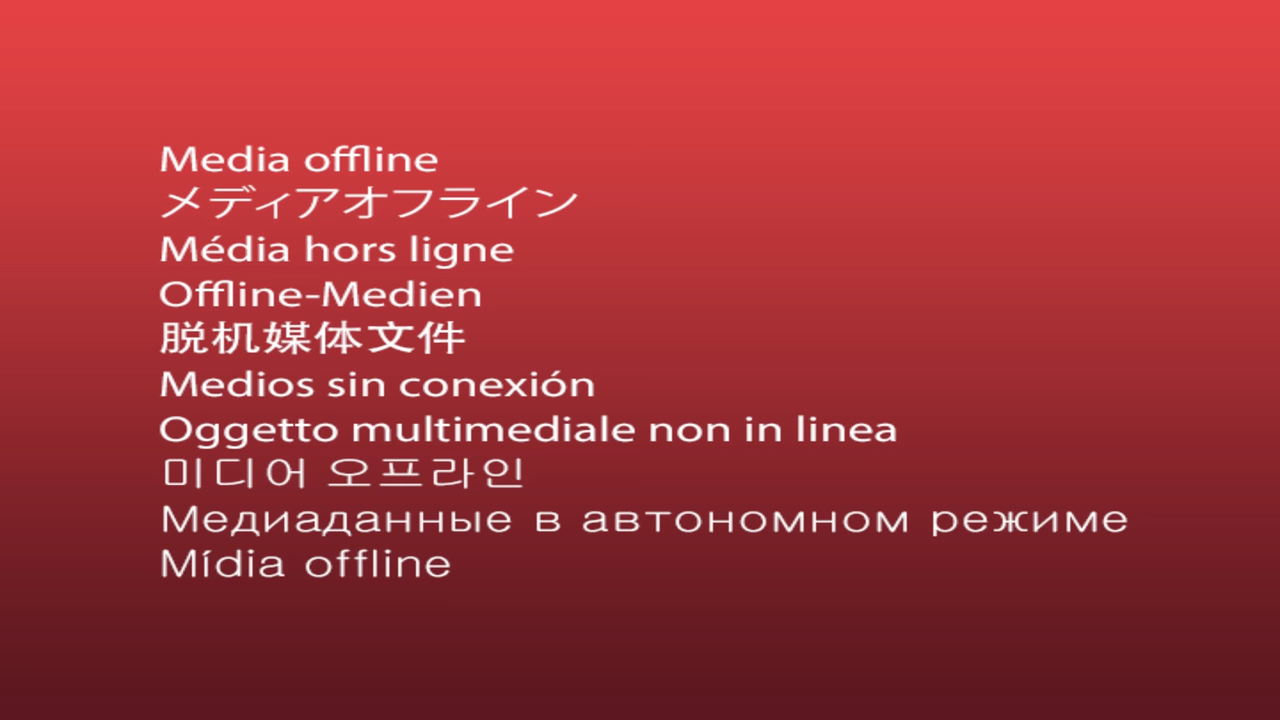 Media offline
メディアオフライン
Média hors ligne
Offline-Medien
脱机媒体文件
Medios sin conexión
Oggetto multimediale non in linea
미디어 오프라인
Медиаданные в автономном режиме
Mídia offline